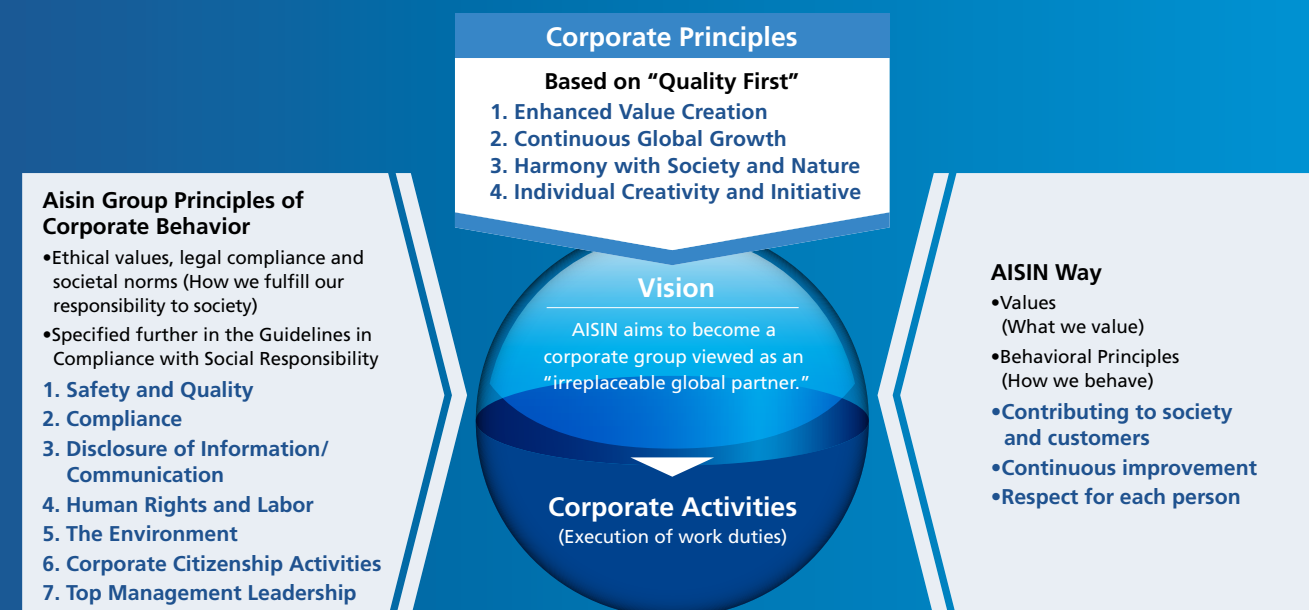 Corporate Principles
Based on “Quality First”
1. Enhanced Value Creation
2. Continuous Global Growth
3. Harmony with Society and Nature
4. Individual Creativity and Initiative
Aisin Group Principles of
Corporate Behavior
•Ethical values, legal compliance and
societal norms (How we fulfill our
responsibility to society)
•Specified further in the Guidelines in
Compliance with Social Responsibility
1. Safety and Quality
2. Compliance
3. Disclosure of Information/
Communication
4. Human Rights and Labor
5. The Environment
6. Corporate Citizenship Activities
7. Top Management Leadership
Vision
AISIN aims to become a
corporate group viewed as an
“irreplaceable global partner.”
Corporate Activities
(Execution of work duties)
AISIN Way
•Values
(What we value)
•Behavioral Principles
(How we behave)
•Contributing to society
and customers
•Continuous improvement
•Respect for each person